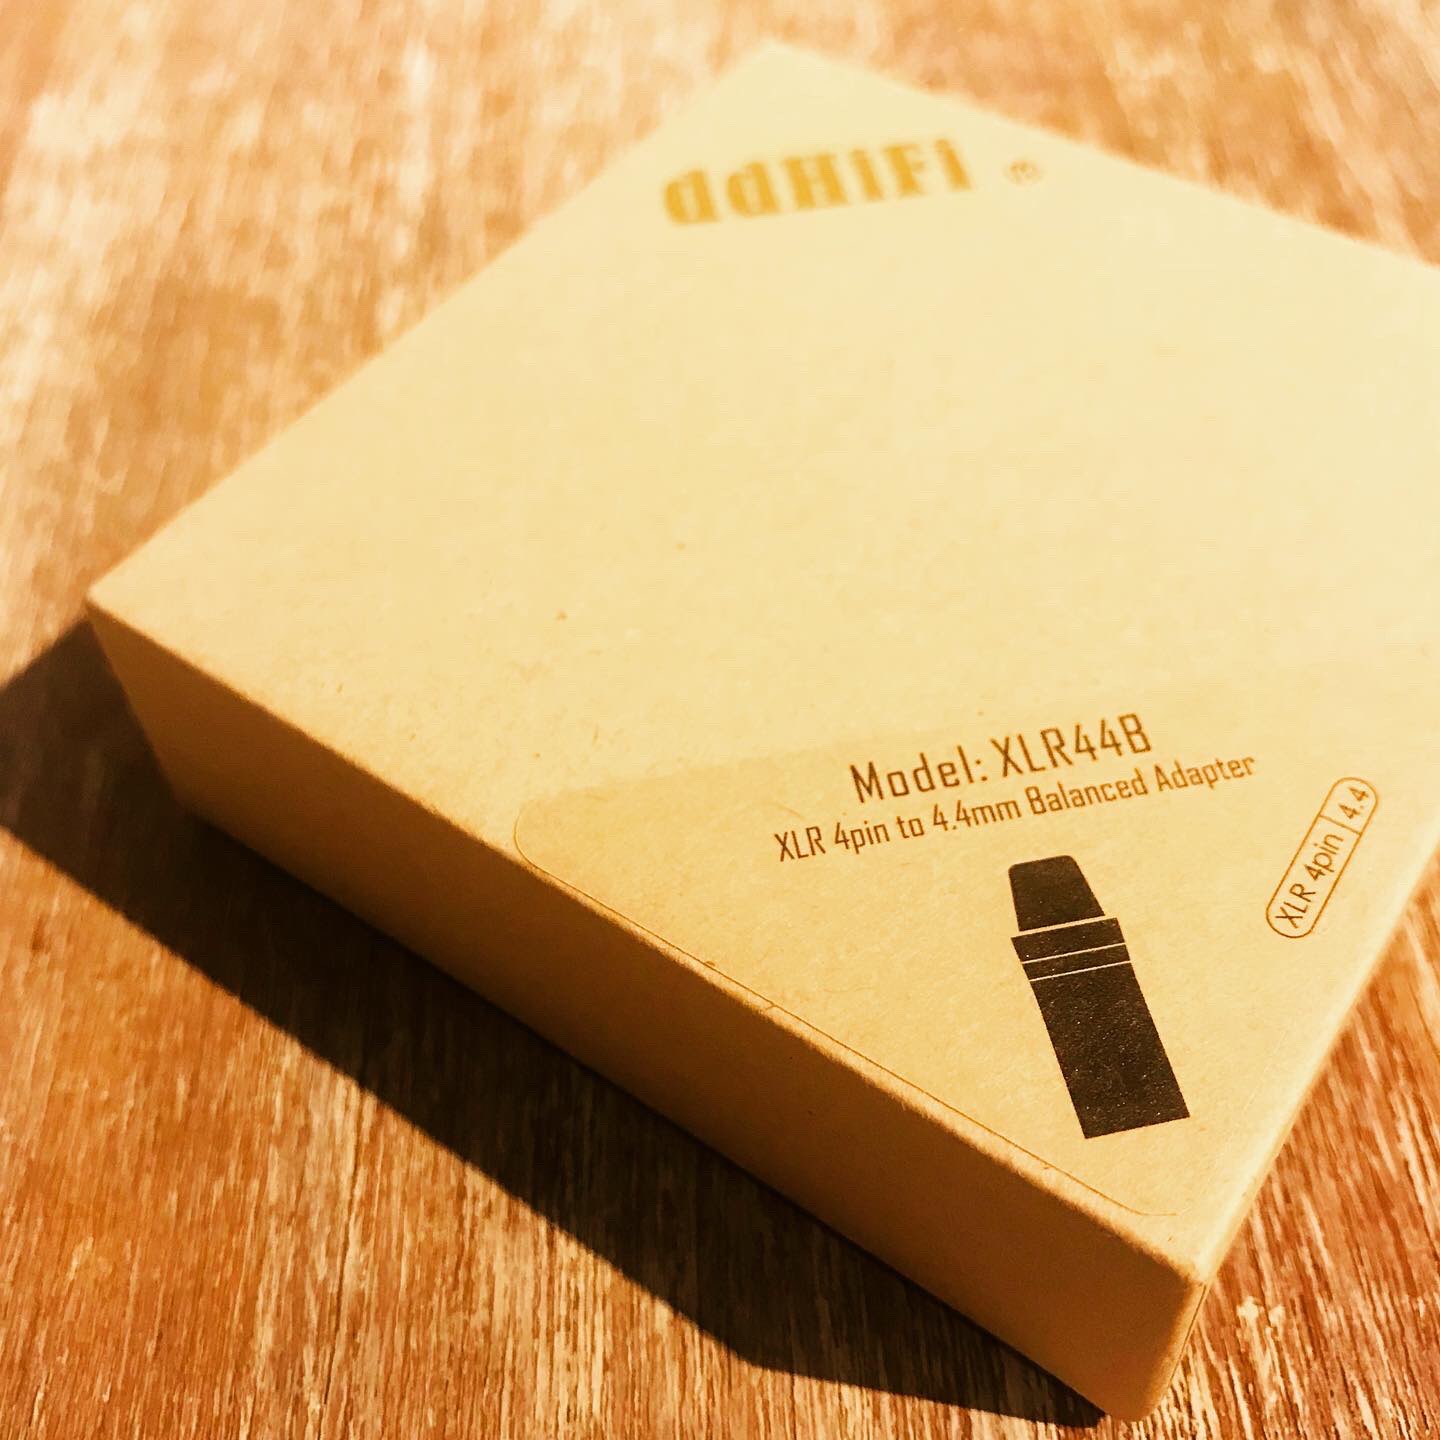 ddHiFi ®
Model: XLR44B
XLR 4pin to 4.4mm Balanced Adapter
XLR 4pin 4.4